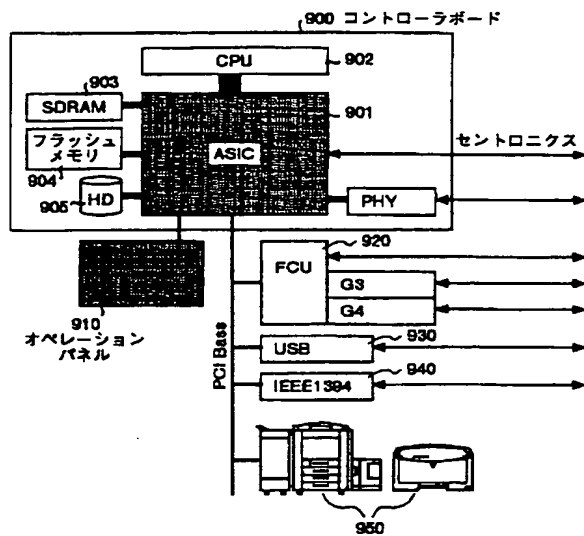 900 コントローラボード
CPU
902
903
SDRAM
901
フラッシュ
メモリ
904
ASIC
セントロニクス
905
HD
PHY
920
FCU
G3
G4
910
オペレーション
パネル
PCI Bass
930
USB
940
IEEE1394
950